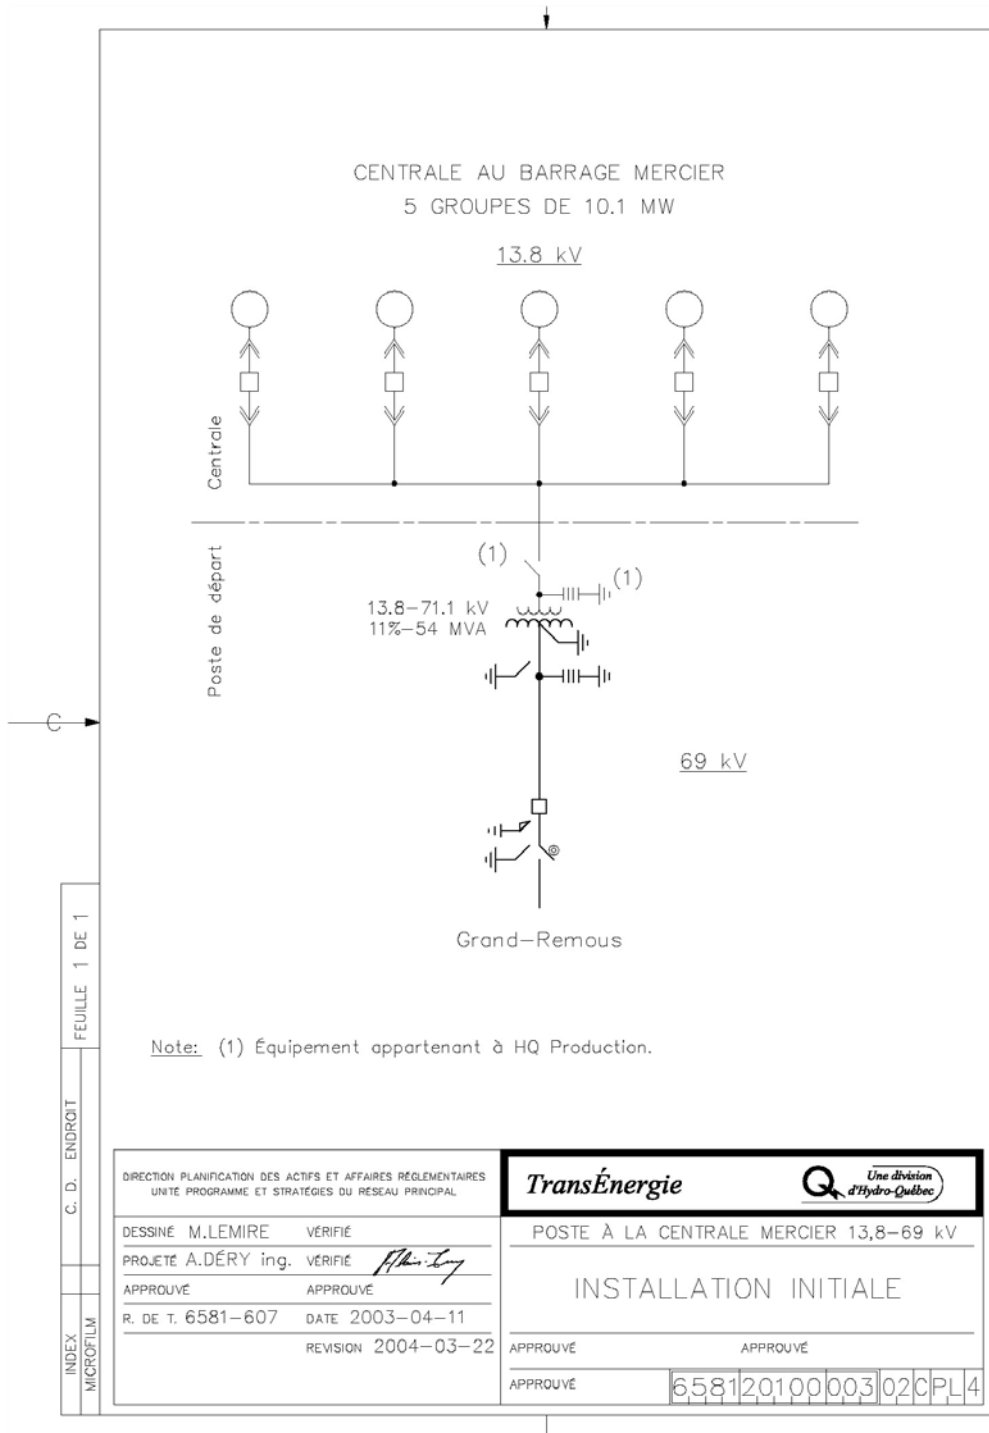 CENTRALE AU BARRAGE MERCIER
5 GROUPES DE 10.1 MW
13.8 kV
Centrale
Poste de départ
(1)
(1)
13.8-71.1 kV
11%-54 MVA
69 kV
C
Grand-Remous
Note: (1) Équipement appartenant à HQ Production.
FEUILLE 1 DE 1
C. D. ENDROIT
INDEX
MICROFILM
DIRECTION PLANIFICATION DES ACTIFS ET AFFAIRES RÉGLEMENTAIRES
UNITÉ PROGRAMME ET STRATÉGIES DU RÉSEAU PRINCIPAL
DESSINÉ M.LEMIRE VÉRIFIÉ
PROJETÉ A.DÉRY ing. VÉRIFIÉ
APPROUVÉ APPROUVÉ
R. DE T. 6581-607 DATE 2003-04-11
REVISION 2004-03-22
TransÉnergie
Une division
d'Hydro-Québec
POSTE À LA CENTRALE MERCIER 13,8-69 kV
INSTALLATION INITIALE
APPROUVÉ APPROUVÉ
APPROUVÉ 6581 20100 003 02 C PL 4